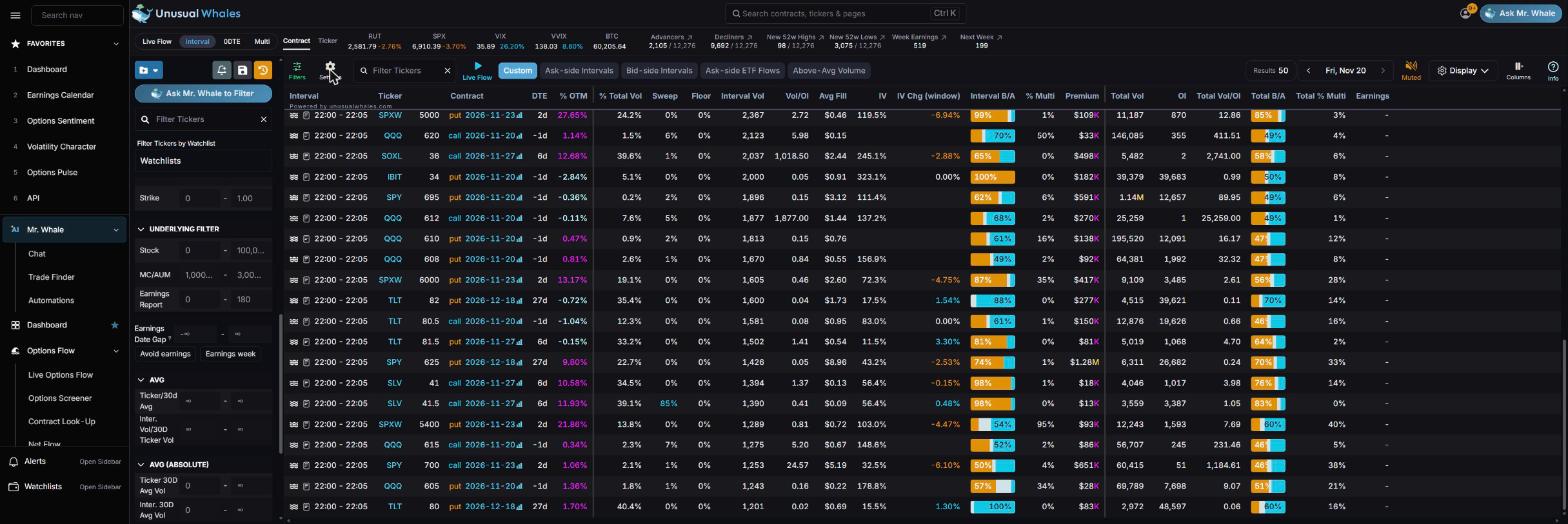 Search nav
Unusual Whales
Search contracts, tickers & pages Ctrl K
9+
Ask Mr. Whale
FAVORITES
1 Dashboard
2 Earnings Calendar
3 Options Sentiment
4 Volatility Character
5 Options Pulse
6 API
Mr. Whale
Chat
Trade Finder
Automations
Dashboard
Options Flow
Live Options Flow
Options Screener
Contract Look-Up
Net Flow
Alerts Open Sidebar
Watchlists Open Sidebar
Live Flow Interval 0DTE Multi
Contract Ticker
RUT 2,581.79 -2.76%
SPX 6,910.39 -3.70%
VIX 35.89 26.20%
VVIX 138.03 8.60%
BTC 60,205.64
Advancers 2,105 / 12,276
Decliners 9,692 / 12,276
New 52w Highs 98 / 12,276
New 52w Lows 3,075 / 12,276
Week Earnings 519
Next Week 199
Ask Mr. Whale to Filter
Filter Tickers
Filter Tickers by Watchlist
Watchlists
Strike 0 - 1.00
UNDERLYING FILTER
Stock 0 - 100,0...
MC/AUM 1,000... - 3,00...
Earnings Report 0 - 180
Earnings Date Gap ? -∞ - ∞
Avoid earnings Earnings week
AVG
Ticker/30d Avg -∞ - ∞
Inter. Vol/30D Ticker Vol -∞ - ∞
AVG (ABSOLUTE)
Ticker 30D Avg Vol 0 - ∞
Inter. 30D Avg Vol 0 - ∞
Filters
Filter Tickers
Live Flow Custom Ask-side Intervals Bid-side Intervals Ask-side ETF Flows Above-Avg Volume
Results 50 Fri, Nov 20 Muted Display Columns Info
Interval Ticker Contract DTE % OTM % Total Vol Sweep Floor Interval Vol Vol/OI Avg Fill IV IV Chg (window) Interval B/A % Multi Premium Total Vol OI Total Vol/OI Total B/A Total % Multi Earnings
Powered by unusualwhales.com
22:00 - 22:05 SPXW 5000 put 2026-11-23 2d 27.65% 24.2% 0% 0% 2,367 2.72 $0.46 119.5% -6.94% 99% 1% $109K 11,187 870 12.86 85% 3% -
22:00 - 22:05 QQQ 620 call 2026-11-20 -1d 1.14% 1.5% 6% 0% 2,123 5.98 $0.15 70% 50% $33K 146,085 355 411.51 49% 4% -
22:00 - 22:05 SOXL 36 call 2026-11-27 6d 12.68% 39.6% 1% 0% 2,037 1,018.50 $2.44 245.1% -2.88% 65% 0% $498K 5,482 2 2,741.00 58% 6% -
22:00 - 22:05 IBIT 34 put 2026-11-20 -1d -2.84% 5.1% 0% 0% 2,000 0.05 $0.91 323.1% 0.00% 100% 0% $182K 39,379 39,683 0.99 50% 8% -
22:00 - 22:05 SPY 695 put 2026-11-20 -1d -0.36% 0.2% 2% 0% 1,896 0.15 $3.12 111.4% 62% 6% $591K 1.14M 12,657 89.95 49% 6% -
22:00 - 22:05 QQQ 612 call 2026-11-20 -1d -0.11% 7.6% 5% 0% 1,877 1,877.00 $1.44 137.2% 68% 2% $270K 25,259 1 25,259.00 49% 1% -
22:00 - 22:05 QQQ 610 put 2026-11-20 -1d 0.47% 0.9% 2% 0% 1,813 0.15 $0.76 61% 16% $138K 195,520 12,091 16.17 47% 12% -
22:00 - 22:05 QQQ 608 put 2026-11-20 -1d 0.81% 2.6% 1% 0% 1,670 0.84 $0.55 156.9% 49% 2% $92K 64,381 1,992 32.32 47% 8% -
22:00 - 22:05 SPXW 6000 put 2026-11-23 2d 13.17% 19.1% 0% 0% 1,605 0.46 $2.60 72.3% -4.75% 87% 35% $417K 9,109 3,485 2.61 56% 28% -
22:00 - 22:05 TLT 82 put 2026-12-18 27d -0.72% 35.4% 0% 0% 1,600 0.04 $1.73 17.5% 1.54% 88% 0% $277K 4,515 39,621 0.11 70% 14% -
22:00 - 22:05 TLT 80.5 call 2026-11-20 -1d -1.04% 12.3% 1% 0% 1,581 0.08 $0.95 83.0% 0.00% 61% 1% $150K 12,876 19,626 0.66 46% 16% -
22:00 - 22:05 TLT 81.5 put 2026-11-27 6d -0.15% 33.2% 0% 0% 1,502 1.41 $0.54 11.5% 3.30% 81% 0% $81K 5,019 1,068 4.70 64% 2% -
22:00 - 22:05 SPY 625 put 2026-12-18 27d 9.80% 22.7% 0% 0% 1,426 0.05 $8.96 43.2% -2.53% 74% 1% $1.28M 6,311 26,682 0.24 70% 33% -
22:00 - 22:05 SLV 41 put 2026-11-27 6d 10.58% 34.5% 0% 0% 1,394 1.37 $0.13 56.4% -0.15% 98% 1% $18K 4,046 1,017 3.98 76% 14% -
22:00 - 22:05 SLV 41.5 put 2026-11-27 6d 11.93% 39.1% 85% 0% 1,390 0.41 $0.09 56.4% 0.48% 98% 0% $13K 3,559 3,387 1.05 83% 0% -
22:00 - 22:05 SPXW 5400 put 2026-11-23 2d 21.86% 13.8% 0% 0% 1,289 0.81 $0.72 103.0% -4.47% 54% 95% $93K 12,243 1,593 7.69 60% 40% -
22:00 - 22:05 QQQ 615 call 2026-11-20 -1d 0.34% 2.3% 7% 0% 1,275 5.20 $0.67 148.6% 52% 2% $86K 56,707 245 231.46 46% 5% -
22:00 - 22:05 SPY 700 call 2026-11-23 2d 1.06% 2.1% 1% 0% 1,253 24.57 $5.19 32.5% -6.10% 50% 4% $651K 60,415 51 1,184.61 46% 38% -
22:00 - 22:05 QQQ 605 put 2026-11-20 -1d 1.36% 1.8% 1% 0% 1,243 0.16 $0.22 178.8% 57% 34% $28K 69,789 7,698 9.07 51% 21% -
22:00 - 22:05 TLT 80 put 2026-12-18 27d 1.70% 40.4% 0% 0% 1,201 0.02 $0.69 15.5% 1.30% 100% 0% $83K 2,972 48,597 0.06 60% 16% -